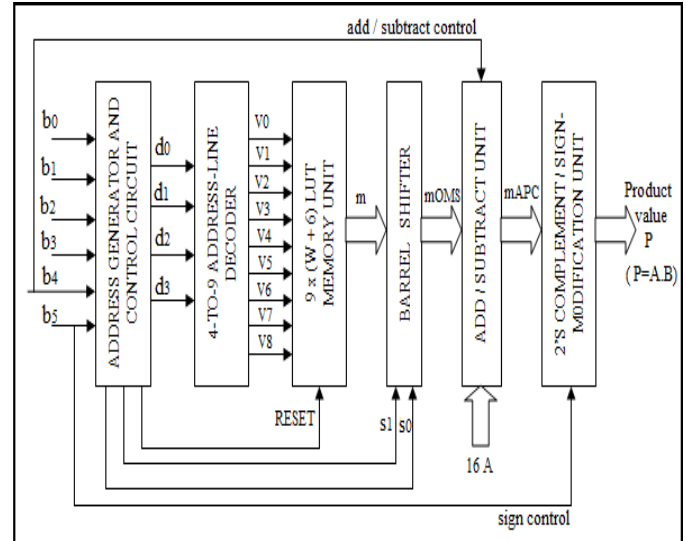 add / subtract control
b0
b1
b2
b3
b4
b5
ADDRESS GENERATOR AND
CONTROL CIRCUIT
d0
d1
d2
d3
4-TO-9 ADDRESS-LINE
DECODER
V0
V1
V2
V3
V4
V5
V6
V7
V8
9 x (W + 6) LUT
MEMORY UNIT
m
BARREL SHIFTER
mOMS
ADD / SUBTRACT UNIT
mAPC
2'S COMPLEMENT / SIGN-
M0DIFICATION UNIT
Product
value
P
( P=A.B)
RESET
s1
s0
16 A
sign control